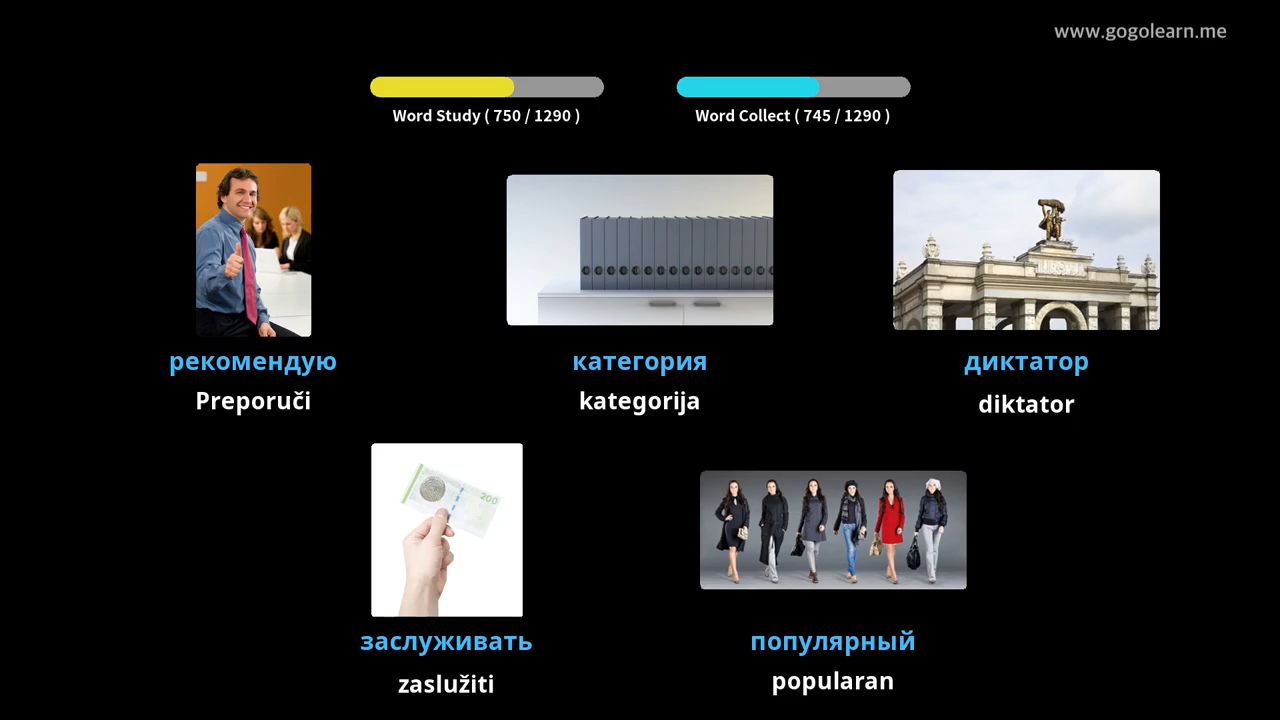 www.gogolearn.me
Word Study ( 750 / 1290 )
Word Collect ( 745 / 1290 )
рекомендую
Preporuči
категория
kategorija
диктатор
diktator
200
заслуживать
zaslužiti
популярный
popularan